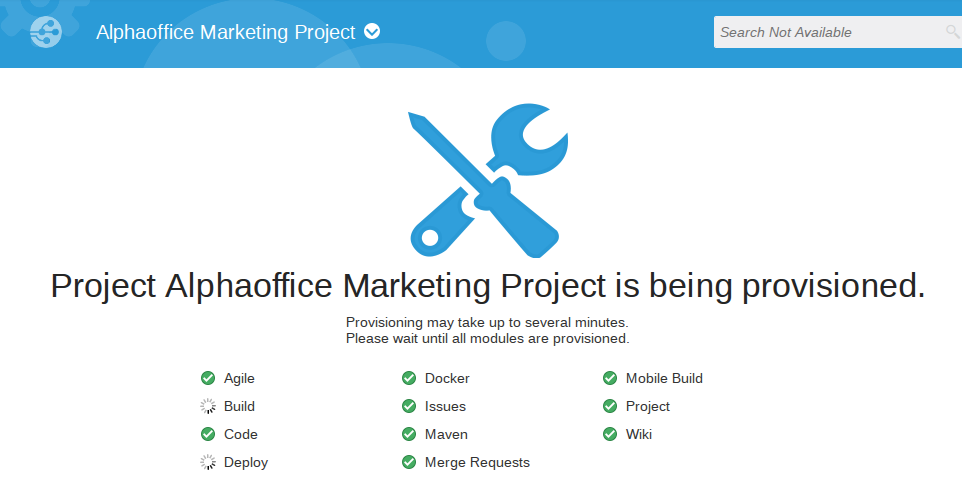 Alphaoffice Marketing Project
Search Not Available
Project Alphaoffice Marketing Project is being provisioned.
Provisioning may take up to several minutes.
Please wait until all modules are provisioned.
Agile
Docker
Mobile Build
Build
Issues
Project
Code
Maven
Wiki
Deploy
Merge Requests